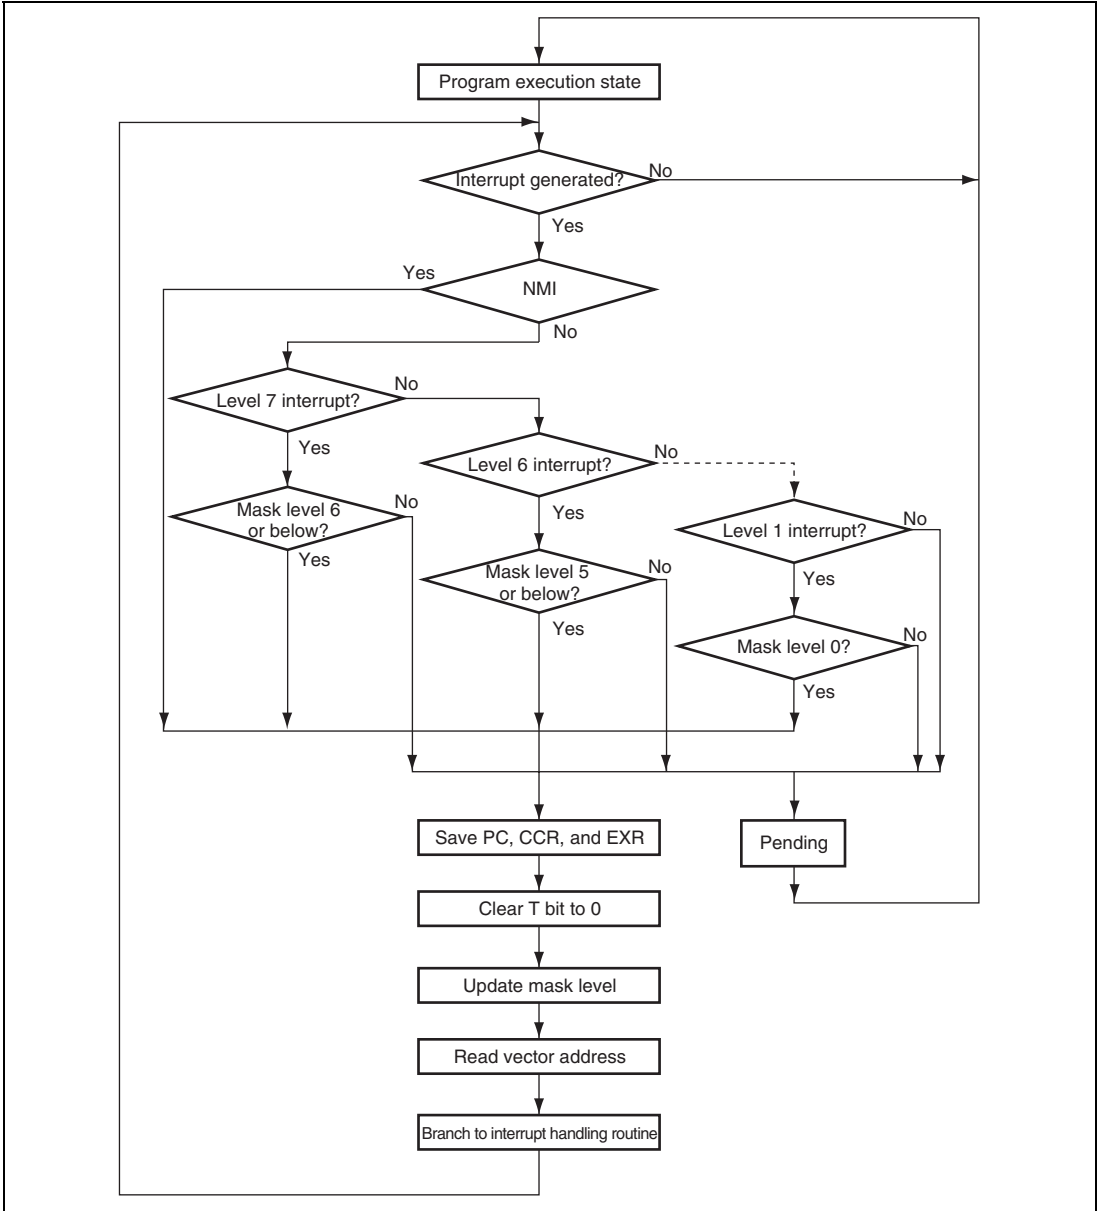 Program execution state
Interrupt generated?
No
Yes
Yes
NMI
No
Level 7 interrupt?
No
Yes
Level 6 interrupt?
No
Mask level 6
or below?
No
Yes
Yes
Level 1 interrupt?
No
Mask level 5
or below?
No
Yes
Yes
Mask level 0?
No
Yes
Save PC, CCR, and EXR
Pending
Clear T bit to 0
Update mask level
Read vector address
Branch to interrupt handling routine